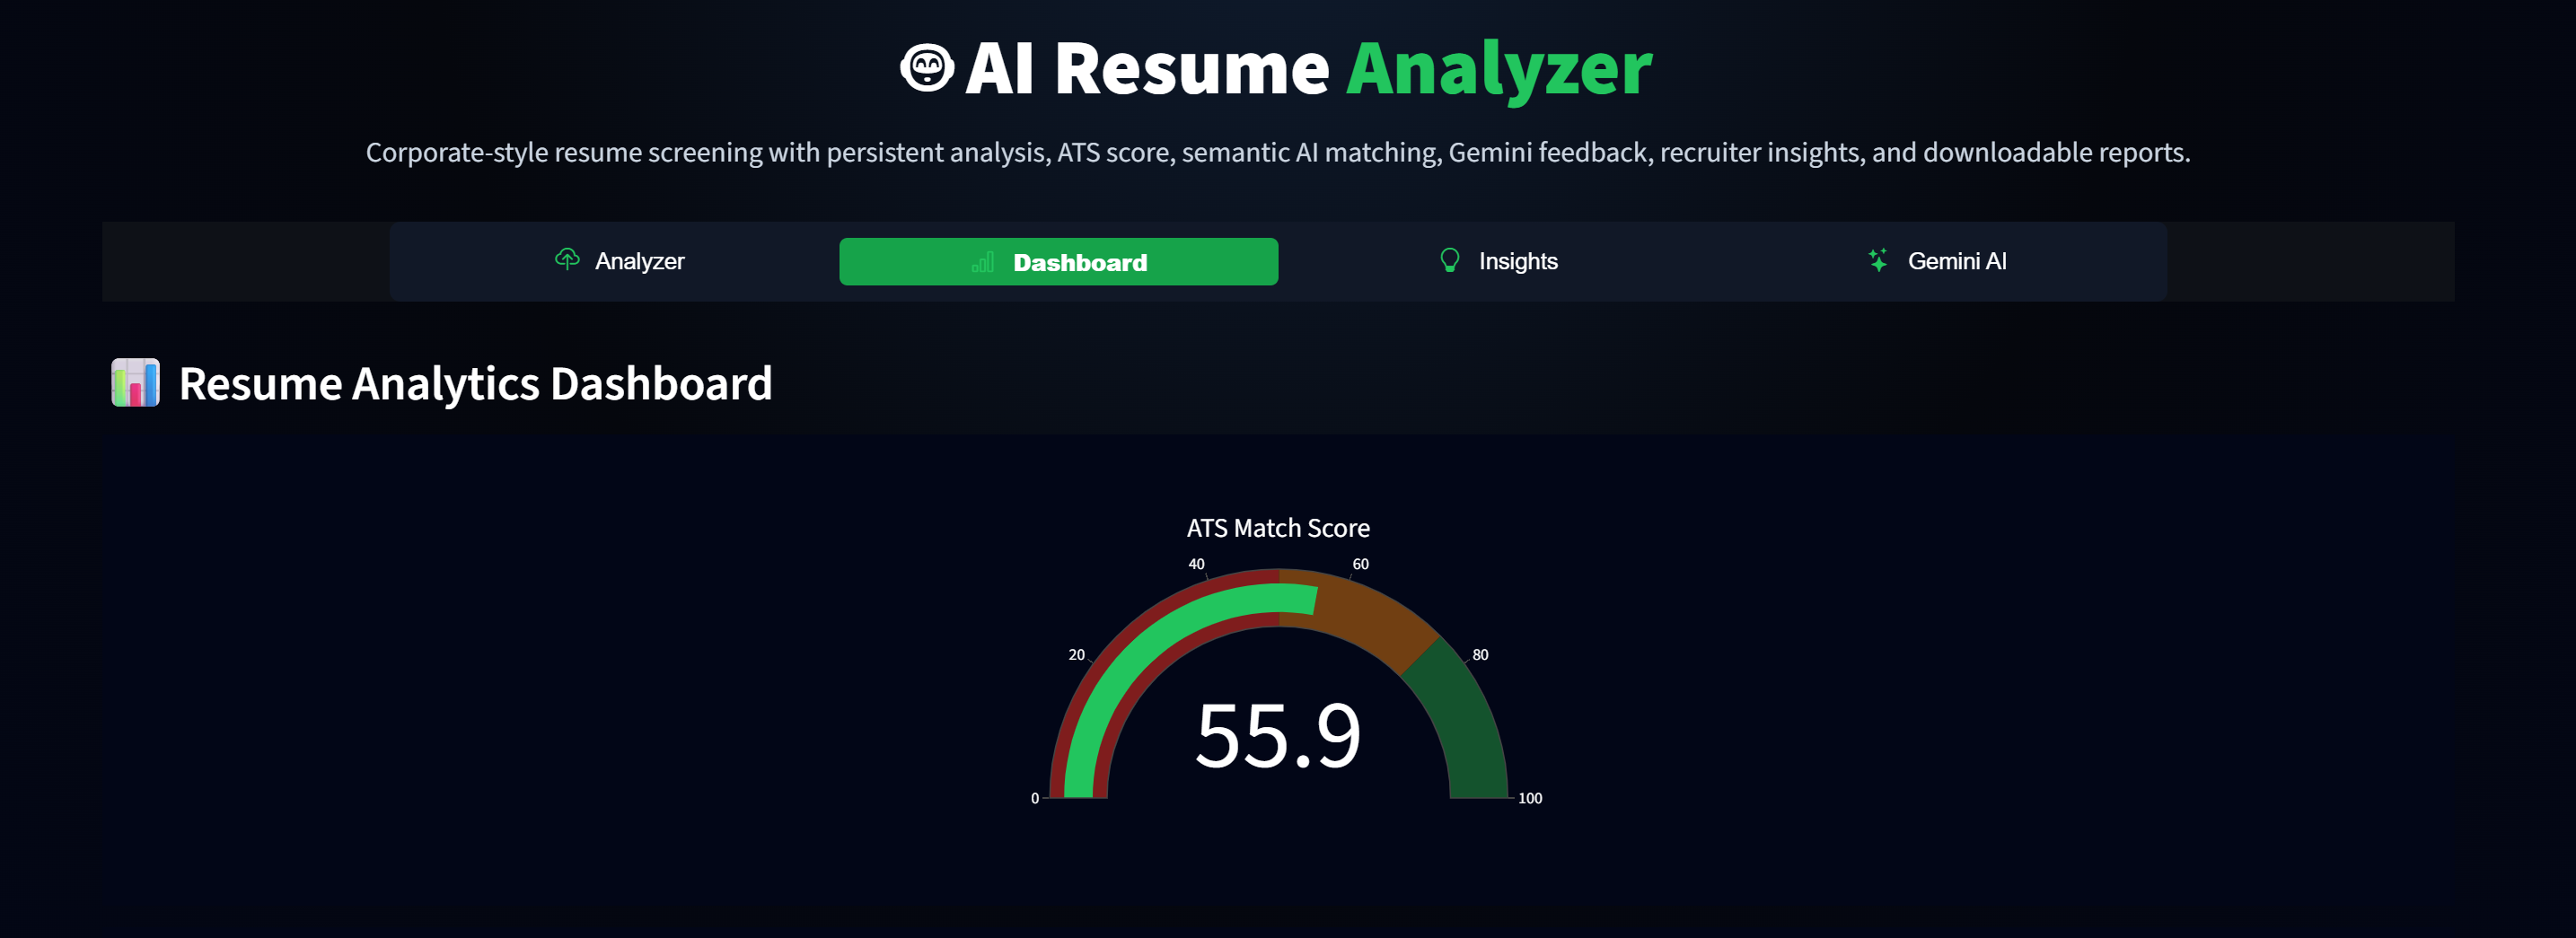 AI Resume Analyzer
Corporate-style resume screening with persistent analysis, ATS score, semantic AI matching, Gemini feedback, recruiter insights, and downloadable reports.
Analyzer
Dashboard
Insights
Gemini AI
Resume Analytics Dashboard
ATS Match Score
40
60
20
80
55.9
0
100